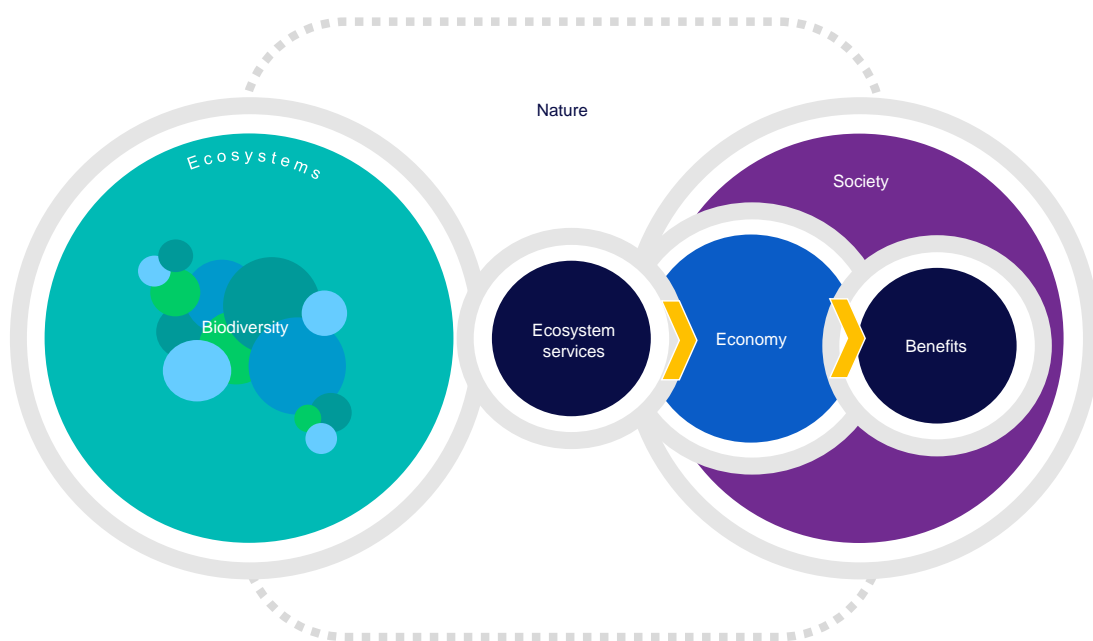 Nature
Ecosystems
Society
Biodiversity
Ecosystem
services
Economy
Benefits